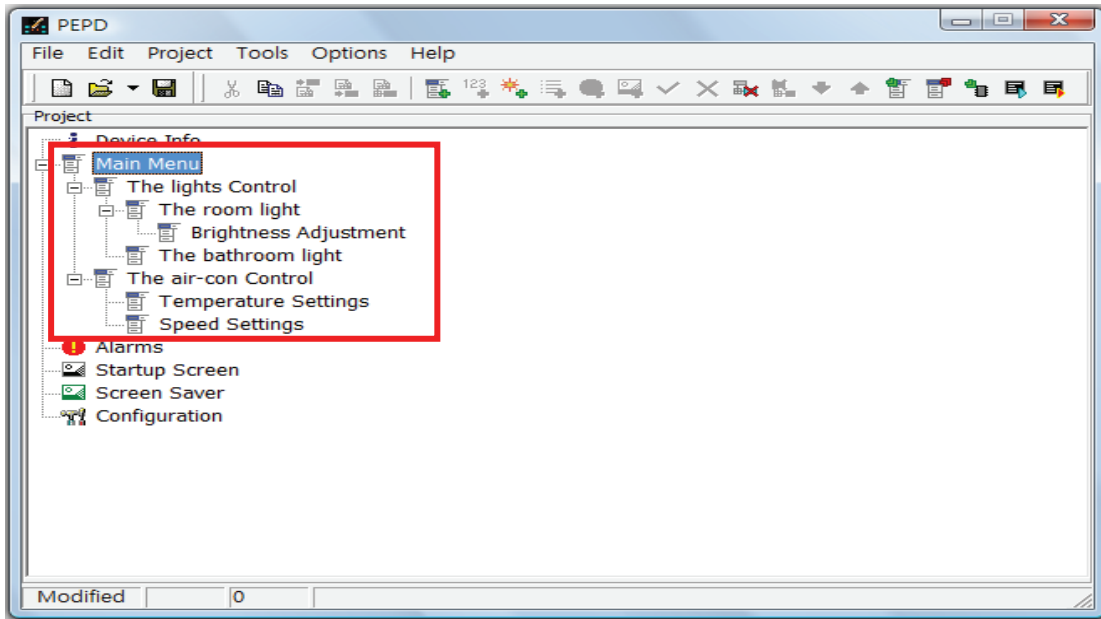 PEPD
File Edit Project Tools Options Help
123
Project
Device Info
Main Menu
The lights Control
The room light
Brightness Adjustment
The bathroom light
The air-con Control
Temperature Settings
Speed Settings
Alarms
Startup Screen
Screen Saver
Configuration
Modified 0